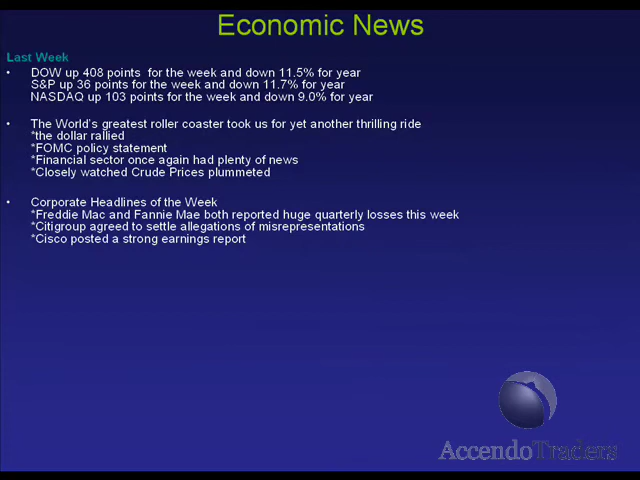 Economic News
Last Week
• DOW up 408 points for the week and down 11.5% for year
S&P up 36 points for the week and down 11.7% for year
NASDAQ up 103 points for the week and down 9.0% for year
• The World's greatest roller coaster took us for yet another thrilling ride
*the dollar rallied
*FOMC policy statement
*Financial sector once again had plenty of news
*Closely watched Crude Prices plummeted
• Corporate Headlines of the Week
*Freddie Mac and Fannie Mae both reported huge quarterly losses this week
*Citigroup agreed to settle allegations of misrepresentations
*Cisco posted a strong earnings report
AccendoTraders